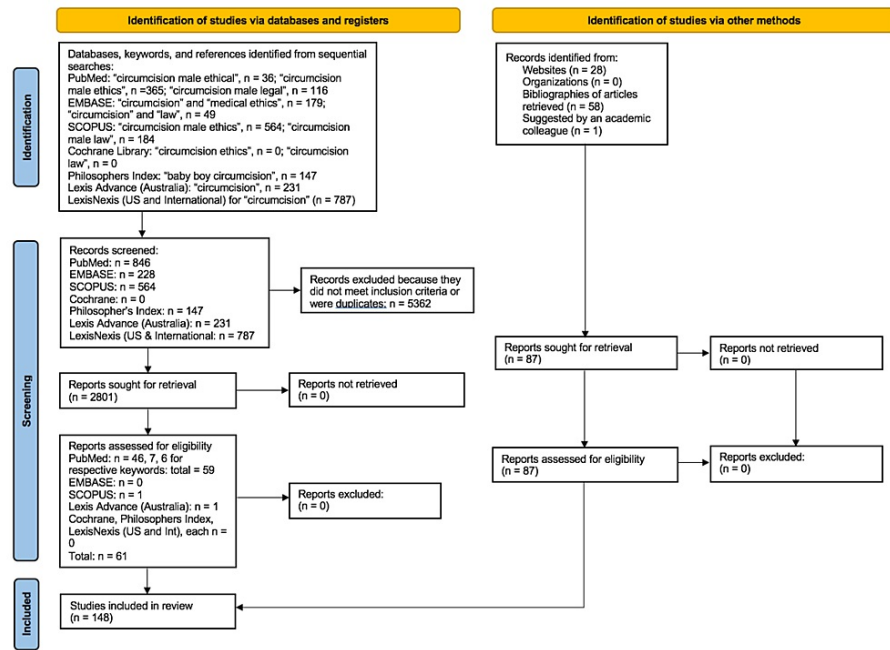 Identification of studies via databases and registers
Identification of studies via other methods
Identification
Databases, keywords, and references identified from sequential
searches:
PubMed: "circumcision male ethical", n = 36; "circumcision
male ethics", n =365; "circumcision male legal", n = 116
EMBASE: "circumcision" and "medical ethics", n = 179;
"circumcision" and "law", n = 49
SCOPUS: "circumcision male ethics", n = 564; "circumcision
male law", n = 184
Cochrane Library: "circumcision ethics", n = 0; "circumcision
law", n = 0
Philosophers Index: "baby boy circumcision", n = 147
Lexis Advance (Australia): "circumcision", n = 231
LexisNexis (US and International) for "circumcision" (n = 787)
Records identified from:
Websites (n = 28)
Organizations (n = 0)
Bibliographies of articles
retrieved (n = 58)
Suggested by an academic
colleague (n = 1)
Screening
Records screened:
PubMed: n = 846
EMBASE: n = 228
SCOPUS: n = 564
Cochrane: n = 0
Philosopher's Index: n = 147
Lexis Advance (Australia): n = 231
LexisNexis (US & International: n = 787
Records excluded because they
did not meet inclusion criteria or
were duplicates: n = 5362
Reports sought for retrieval
(n = 2801)
Reports not retrieved
(n = 0)
Reports sought for retrieval
(n = 87)
Reports not retrieved
(n = 0)
Reports assessed for eligibility
PubMed: n = 46, 7, 6 for
respective keywords: total = 59
EMBASE: n = 0
SCOPUS: n = 1
Lexis Advance (Australia): n = 1
Cochrane, Philosophers Index,
LexisNexis (US and Int), each n =
0
Total: n = 61
Reports excluded:
(n = 0)
Reports assessed for eligibility
(n = 87)
Reports excluded:
(n = 0)
Included
Studies included in review
(n = 148)